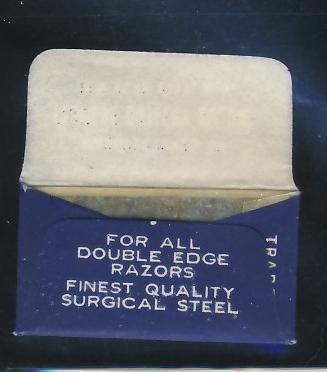 FOR ALL
DOUBLE EDGE
RAZORS
FINEST QUALITY
SURGICAL STEEL